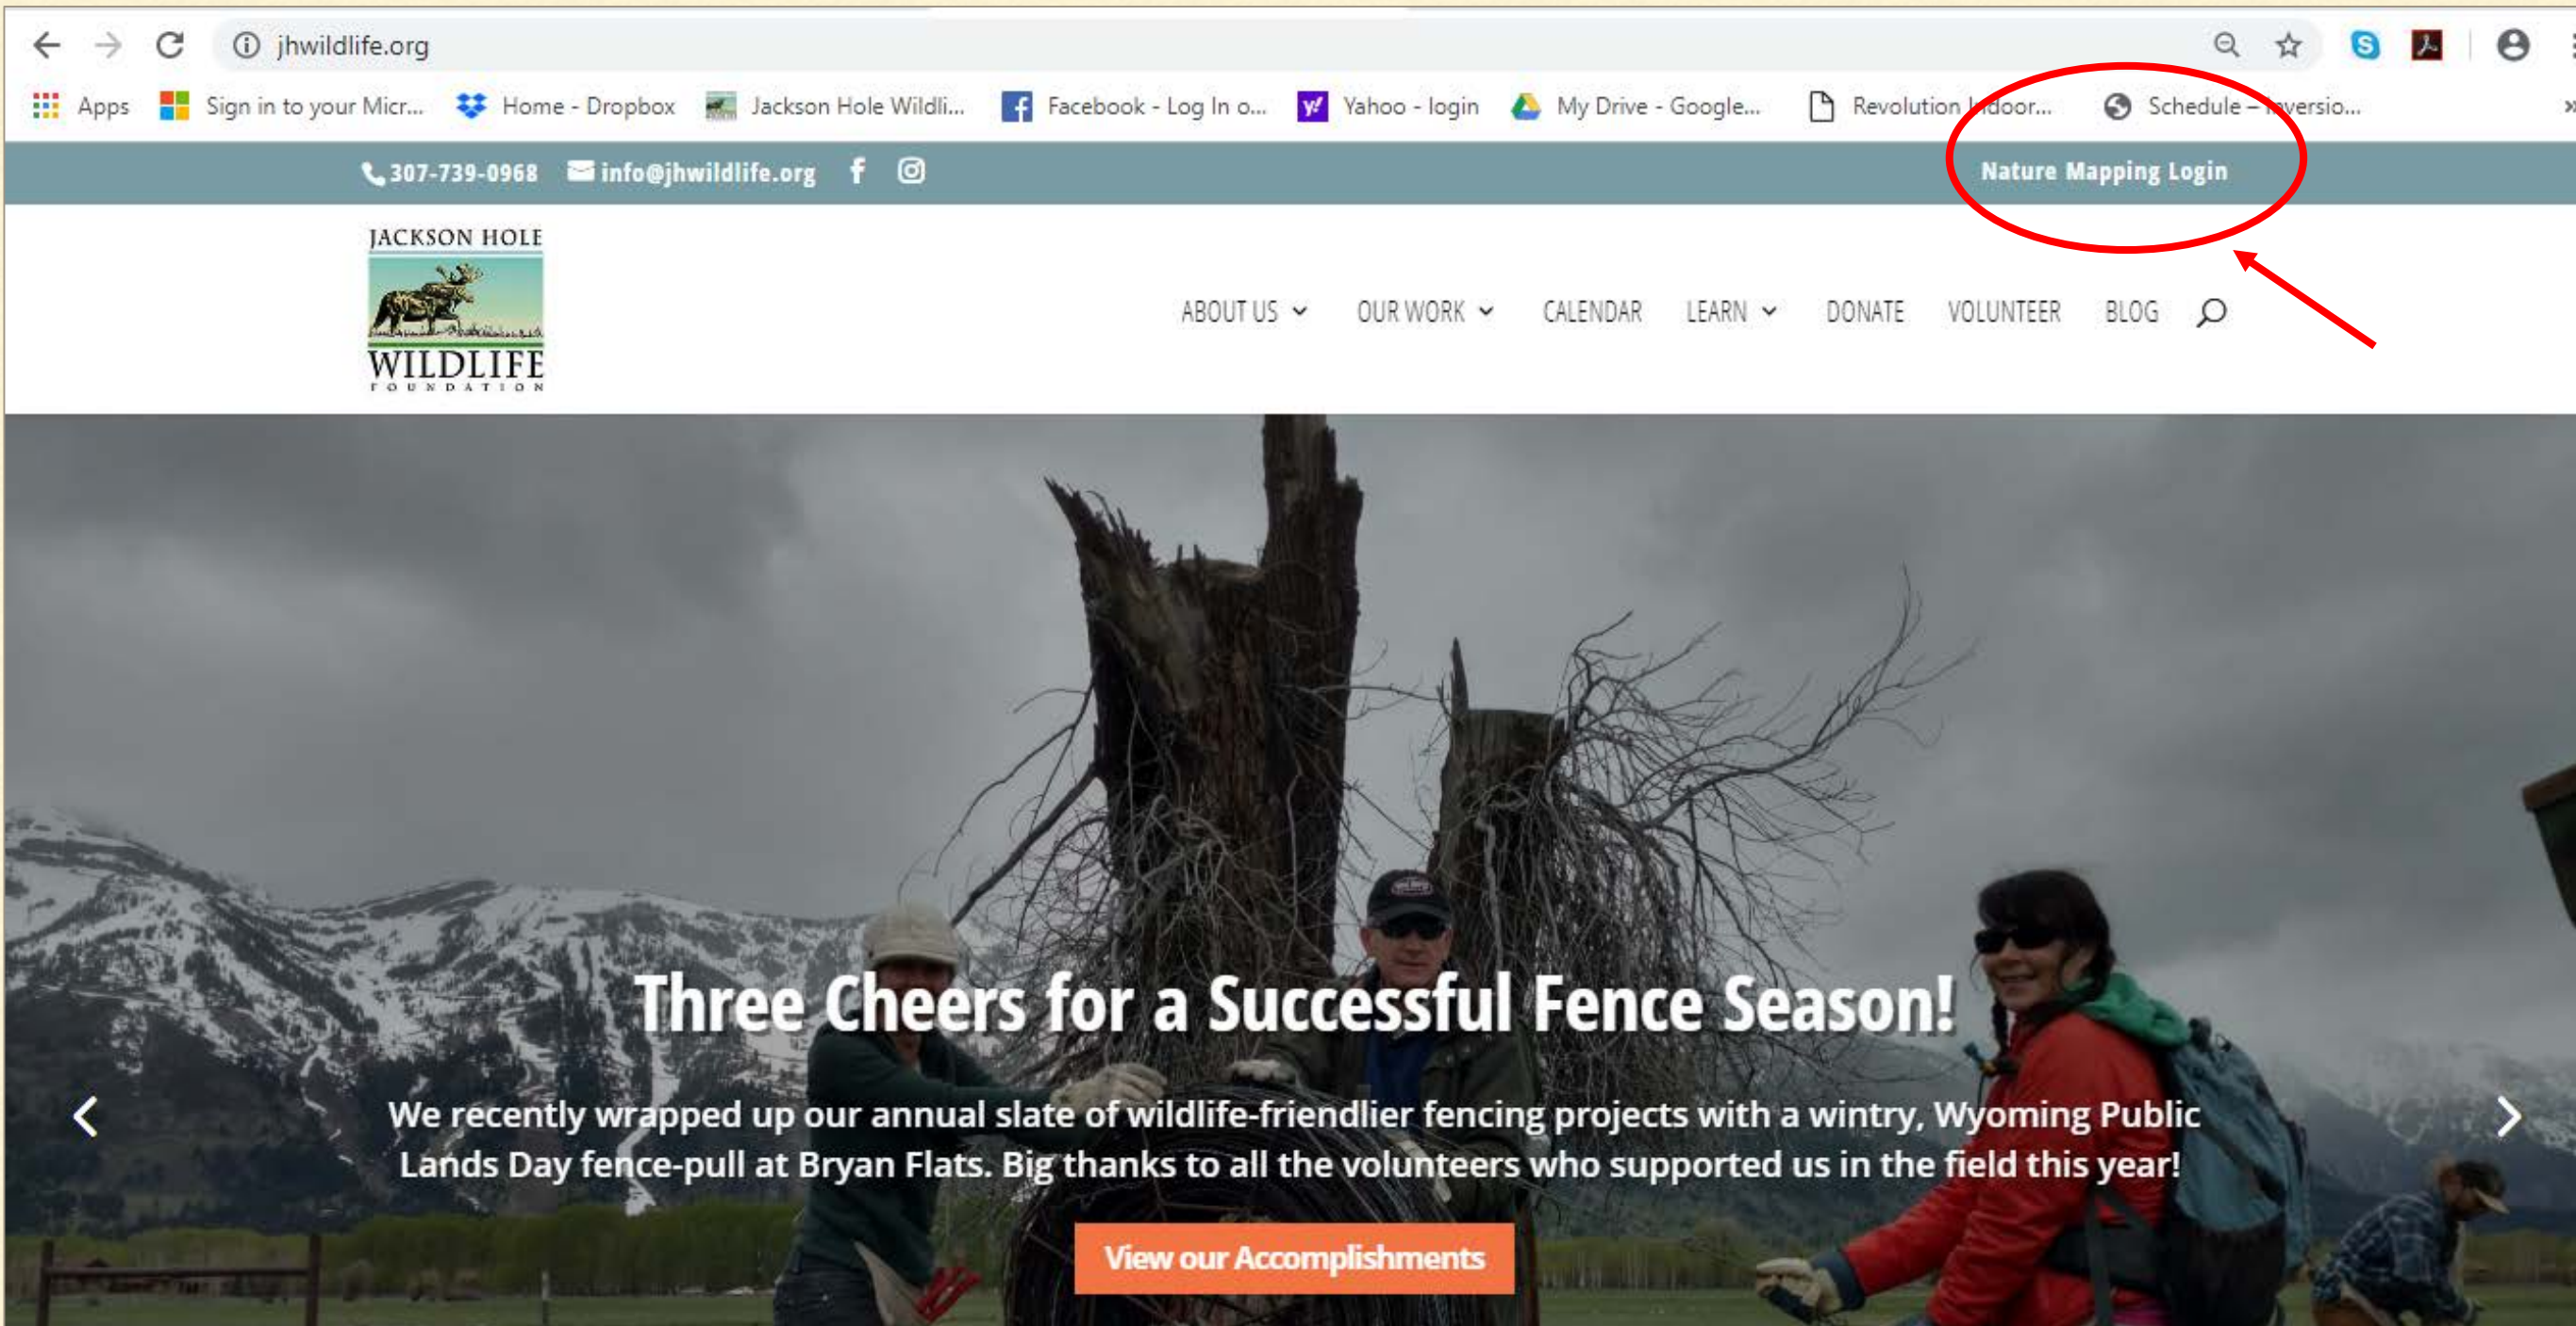 jhwildlife.org
Apps Sign in to your Micr... Home - Dropbox Jackson Hole Wildli... Facebook - Log In o... Yahoo - login My Drive - Google... Revolution Indoor... Schedule – Inversio... »
307-739-0968 info@jhwildlife.org Nature Mapping Login
JACKSON HOLE
WILDLIFE
FOUNDATION
ABOUT US OUR WORK CALENDAR LEARN DONATE VOLUNTEER BLOG
Three Cheers for a Successful Fence Season!
We recently wrapped up our annual slate of wildlife-friendlier fencing projects with a wintry, Wyoming Public
Lands Day fence-pull at Bryan Flats. Big thanks to all the volunteers who supported us in the field this year!
View our Accomplishments